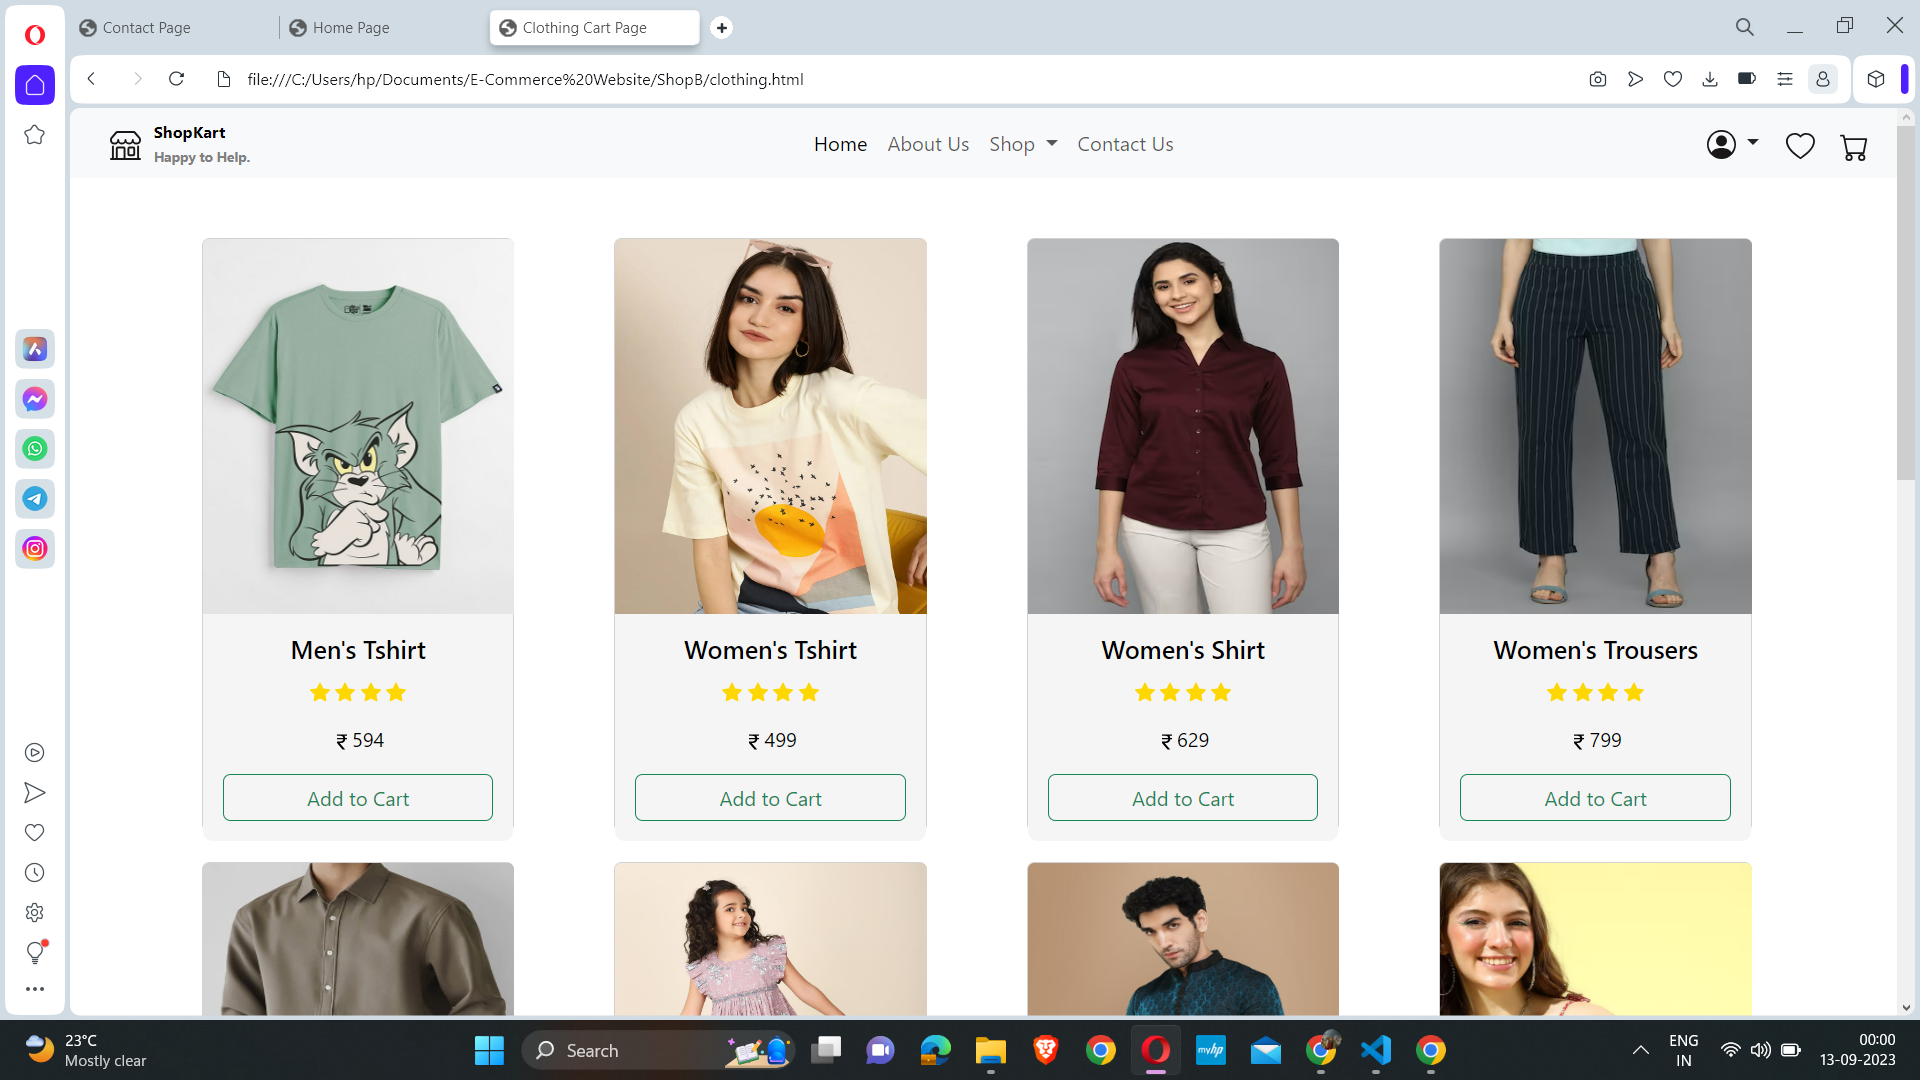 Contact Page
Home Page
Clothing Cart Page
file:///C:/Users/hp/Documents/E-Commerce%20Website/ShopB/clothing.html
ShopKart
Happy to Help.
Home
About Us
Shop
Contact Us
Men's Tshirt
Women's Tshirt
Women's Shirt
Women's Trousers
₹ 594
₹ 499
₹ 629
₹ 799
Add to Cart
Add to Cart
Add to Cart
Add to Cart
23°C
Mostly clear
Search
myhp
ENG
IN
00:00
13-09-2023